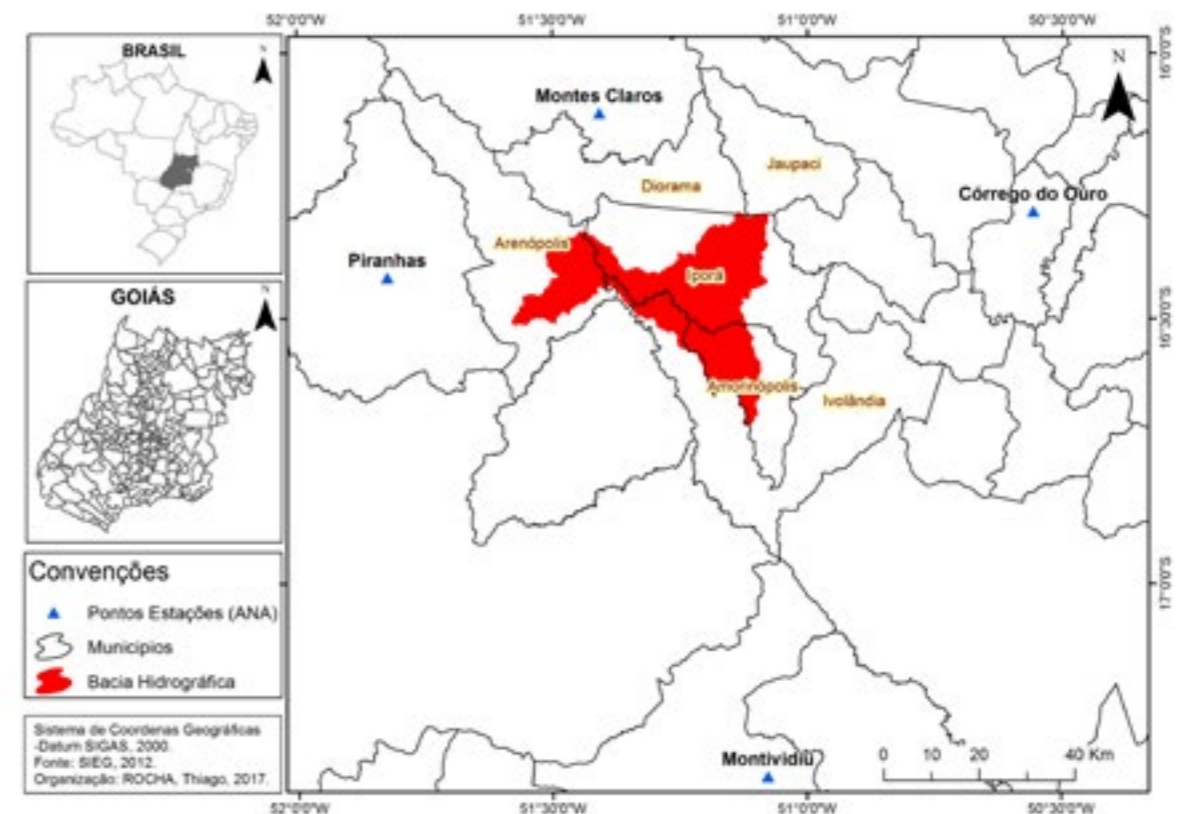 52°0'0"W 51°30'0"W 51°0'0"W 50°30'0"W
BRASIL
N
GOIÁS
N
Convenções
Pontos Estações (ANA)
Municípios
Bacia Hidrográfica
Sistema de Coordenas Geográficas
-Datum SIGAS, 2000.
Fonte: SIEG, 2012.
Organização: ROCHA, Thiago, 2017.
N
Montes Claros
Jaupaci
Diorama
Córrego do Ouro
Arenópolis
Piranhas
Iporá
Amorinópolis
Ivolândia
Montividiu
0 10 20 40 Km
16°0'0"S
16°30'0"S
17°0'0"S
52°0'0"W 51°30'0"W 51°0'0"W 50°30'0"W